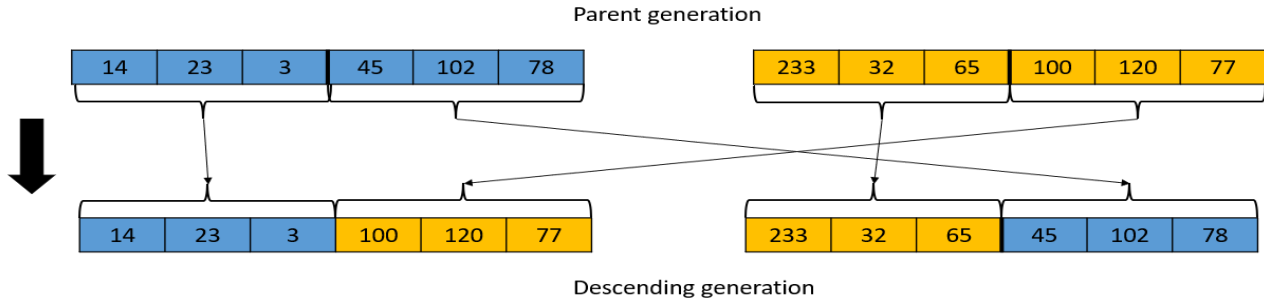 Parent generation
14 23 3 45 102 78 233 32 65 100 120 77
14 23 3 100 120 77 233 32 65 45 102 78
Descending generation